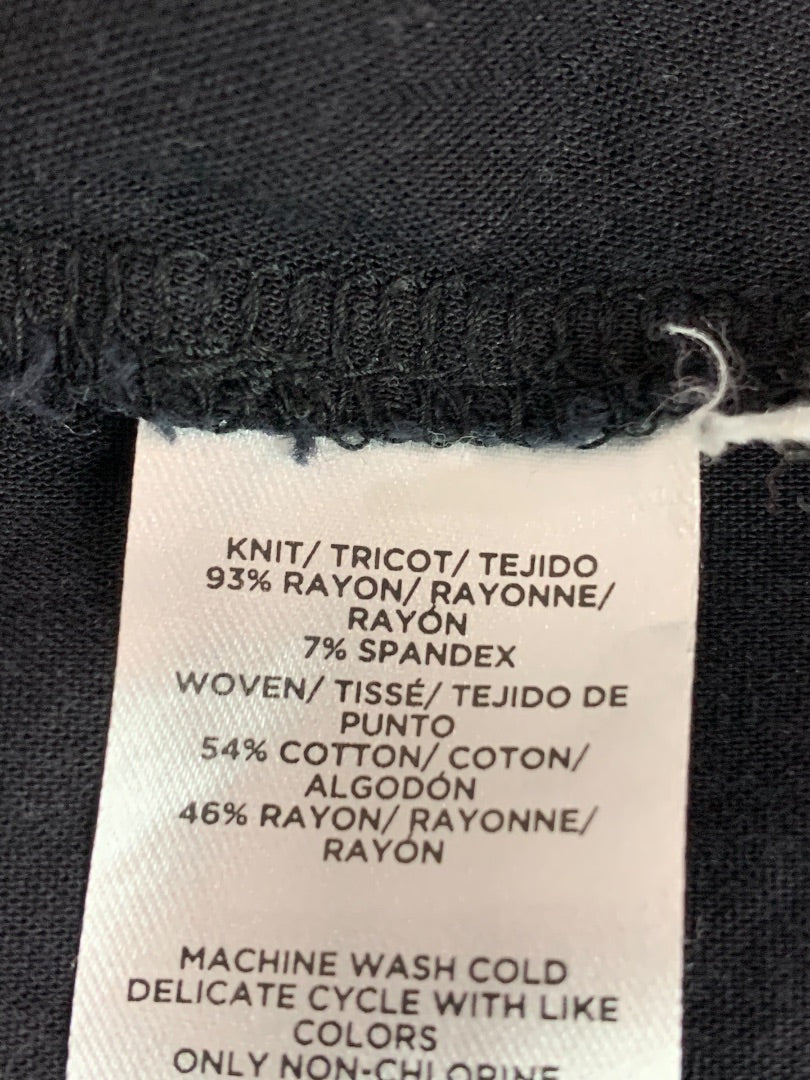 KNIT/ TRICOT/ TEJIDO
93% RAYON/ RAYONNE/
RAYÓN
7% SPANDEX
WOVEN/ TISSÉ/ TEJIDO DE
PUNTO
54% COTTON/ COTON/
ALGODÓN
46% RAYON/ RAYONNE/
RAYÓN
MACHINE WASH COLD
DELICATE CYCLE WITH LIKE
COLORS
ONLY NON-CHLORINE